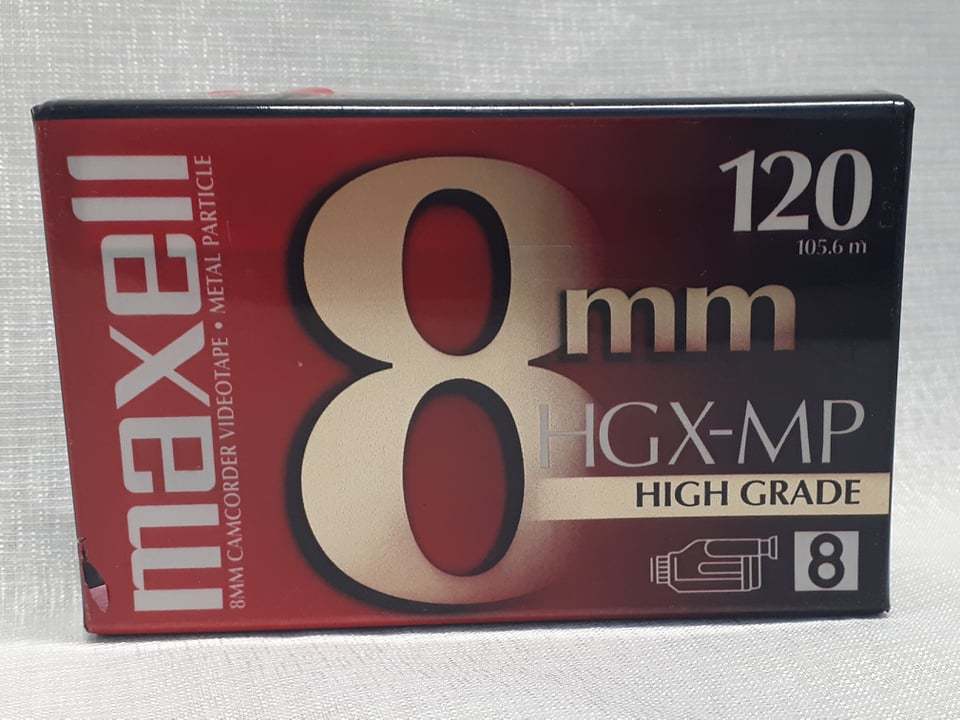 maxell
8MM CAMCORDER VIDEOTAPE • METAL PARTICLE
120
105.6 m
8mm
HGX-MP
HIGH GRADE
8